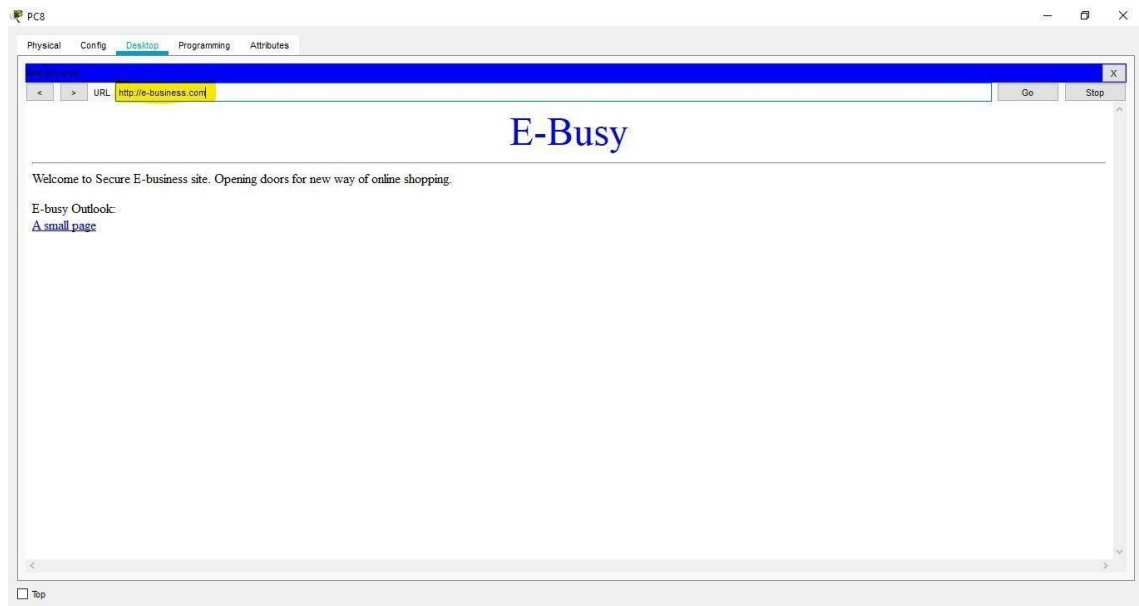 PC8
Physical Config Desktop Programming Attributes
X
< > URL http://e-business.com Go Stop
E-Busy
Welcome to Secure E-business site. Opening doors for new way of online shopping.
E-busy Outlook:
A small page
Top